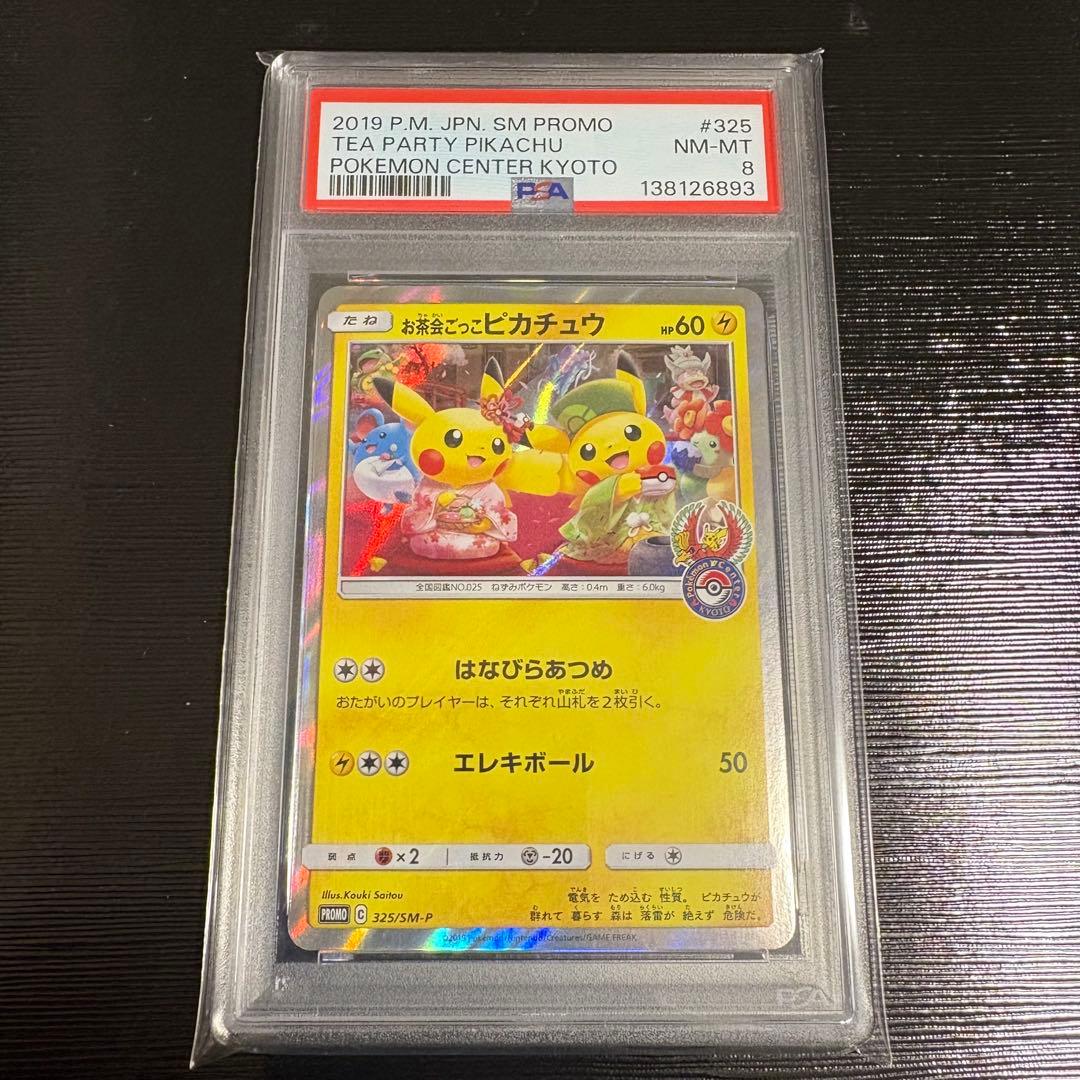 2019 P.M. JPN. SM PROMO #325
TEA PARTY PIKACHU NM-MT
POKEMON CENTER KYOTO 8
PSA 138126893
たね お茶会ごっこピカチュウ HP60
全国図鑑NO.025 ねずみポケモン 高さ:0.4m 重さ:6.0kg
Pokémon Center
KYOTO
はなびらあつめ
おたがいのプレイヤーは、それぞれ山札を2枚引く。
エレキボール 50
弱点 ×2 抵抗力 -20 にげる
Illus.Kouki Saitou
電気を ため込む 性質。 ピカチュウが
群れて 暮らす 森は 落雷が 絶えず 危険だ。
PROMO C 325/SM-P
©2019 Pokémon/Nintendo/Creatures/GAME FREAK.
PSA